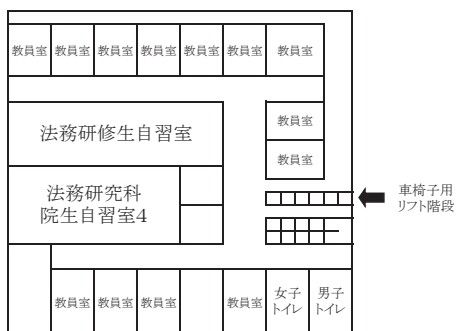 教員室 教員室 教員室 教員室 教員室 教員室 教員室
法務研修生自習室
教員室
教員室
法務研究科
院生自習室4
車椅子用
リフト階段
教員室 教員室 教員室 教員室
女子
トイレ
男子
トイレ